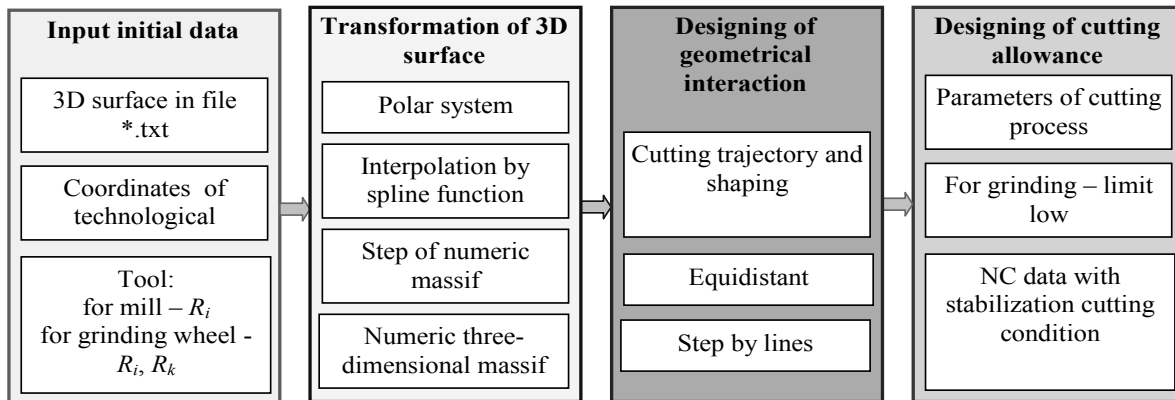 Input initial data
3D surface in file
*.txt
Coordinates of
technological
Tool:
for mill – Ri
for grinding wheel -
Ri, Rk
Transformation of 3D
surface
Polar system
Interpolation by
spline function
Step of numeric
massif
Numeric three-
dimensional massif
Designing of
geometrical
interaction
Cutting trajectory and
shaping
Equidistant
Step by lines
Designing of cutting
allowance
Parameters of cutting
process
For grinding – limit
low
NC data with
stabilization cutting
condition